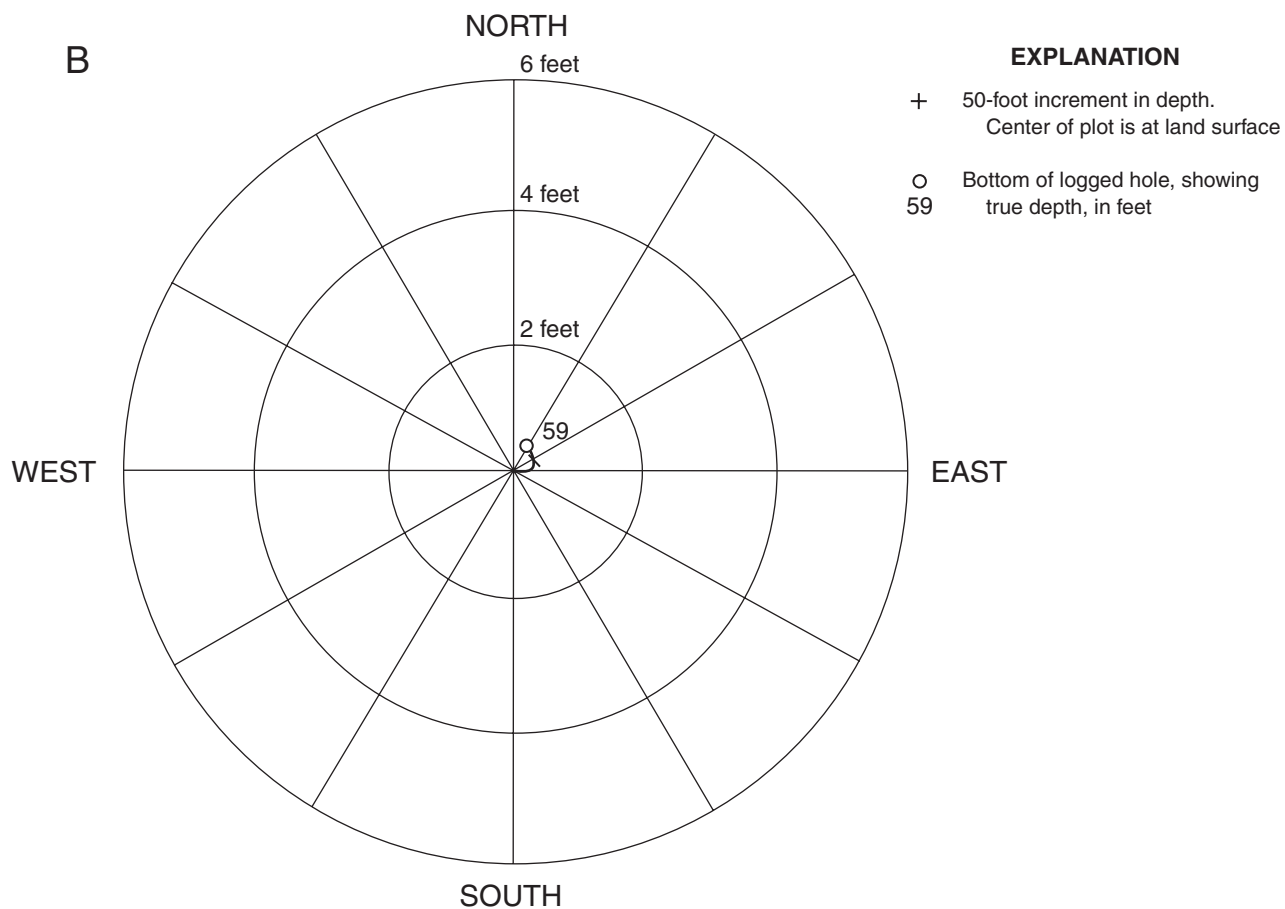 B
NORTH
6 feet
4 feet
2 feet
59
WEST
EAST
SOUTH
EXPLANATION
50-foot increment in depth.
Center of plot is at land surface
Bottom of logged hole, showing
59 true depth, in feet